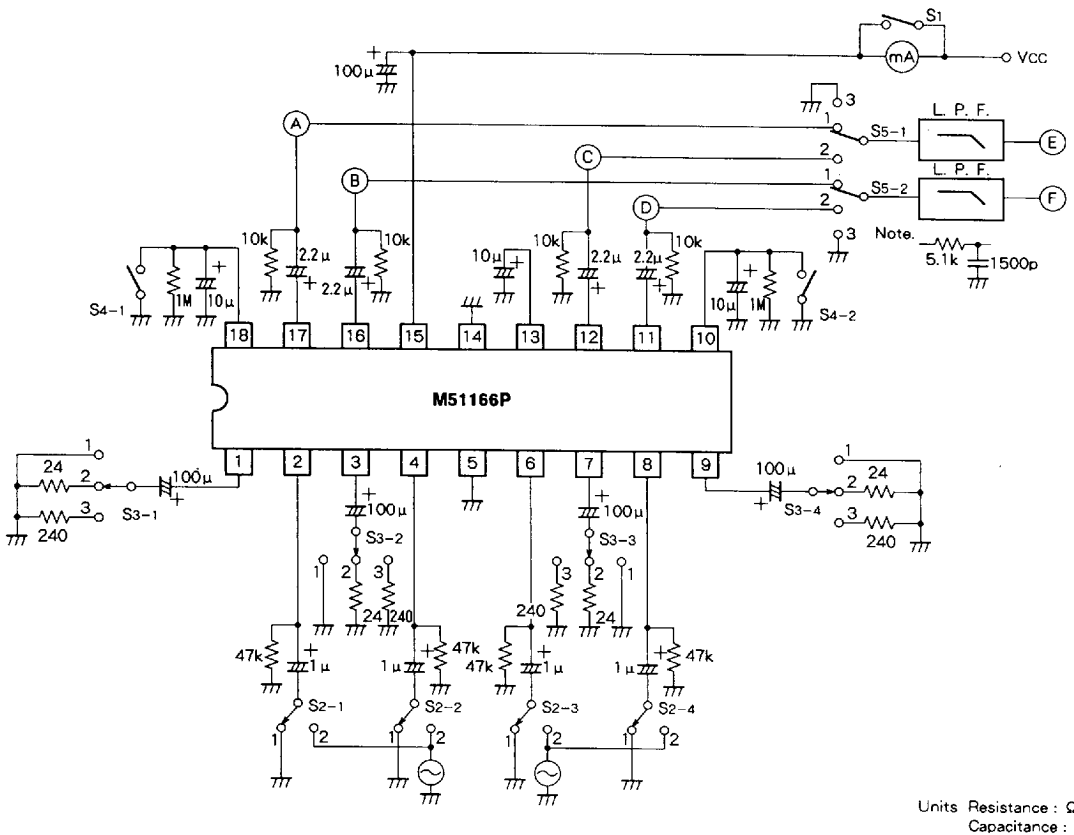 S1
100μ
+
mA
VCC
3
A
1
S5-1
L. P. F.
E
C
2
B
1
S5-2
L. P. F.
F
D
2
3
Note.
5.1k
1500p
10k
2.2μ
+
2.2μ
+
10k
10μ
+
10k
2.2μ
+
2.2μ
+
10k
S4-1
1M
+
10μ
+
10μ
1M
S4-2
18
17
16
15
14
13
12
11
10
M51166P
1
2
3
4
5
6
7
8
9
1
24
2
S3-1
3
240
100μ
+
+
100μ
S3-2
1
2
3
24
240
+
100μ
S3-3
3
2
1
240
24
100μ
+
S3-4
1
24
2
3
240
47k
+
1μ
1μ
+
47k
47k
+
1μ
1μ
+
47k
S2-1
1
2
S2-2
1
2
S2-3
1
2
S2-4
1
2
Units Resistance : Ω
Capacitance :